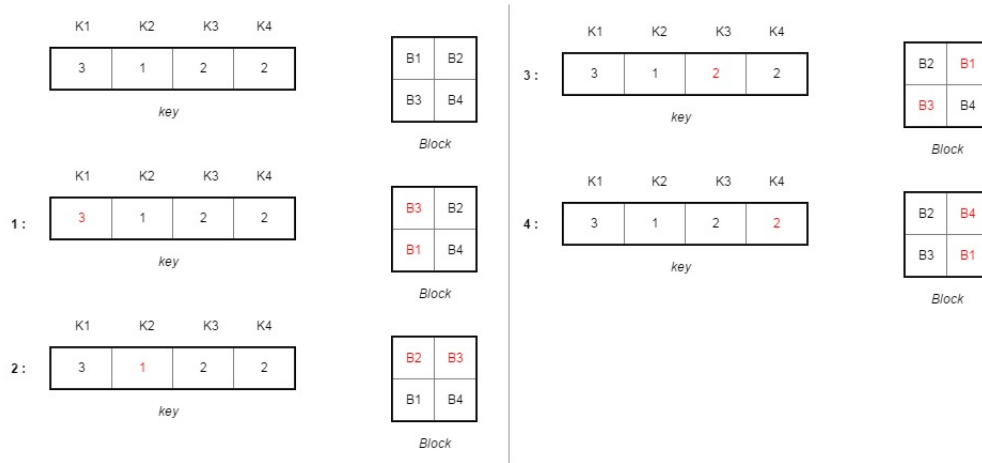 K1 K2 K3 K4
3 1 2 2
key
B1 B2
B3 B4
Block
K1 K2 K3 K4
1 : 3 1 2 2
key
B3 B2
B1 B4
Block
K1 K2 K3 K4
2 : 3 1 2 2
key
B2 B3
B1 B4
Block
K1 K2 K3 K4
3 : 3 1 2 2
key
B2 B1
B3 B4
Block
K1 K2 K3 K4
4 : 3 1 2 2
key
B2 B4
B3 B1
Block